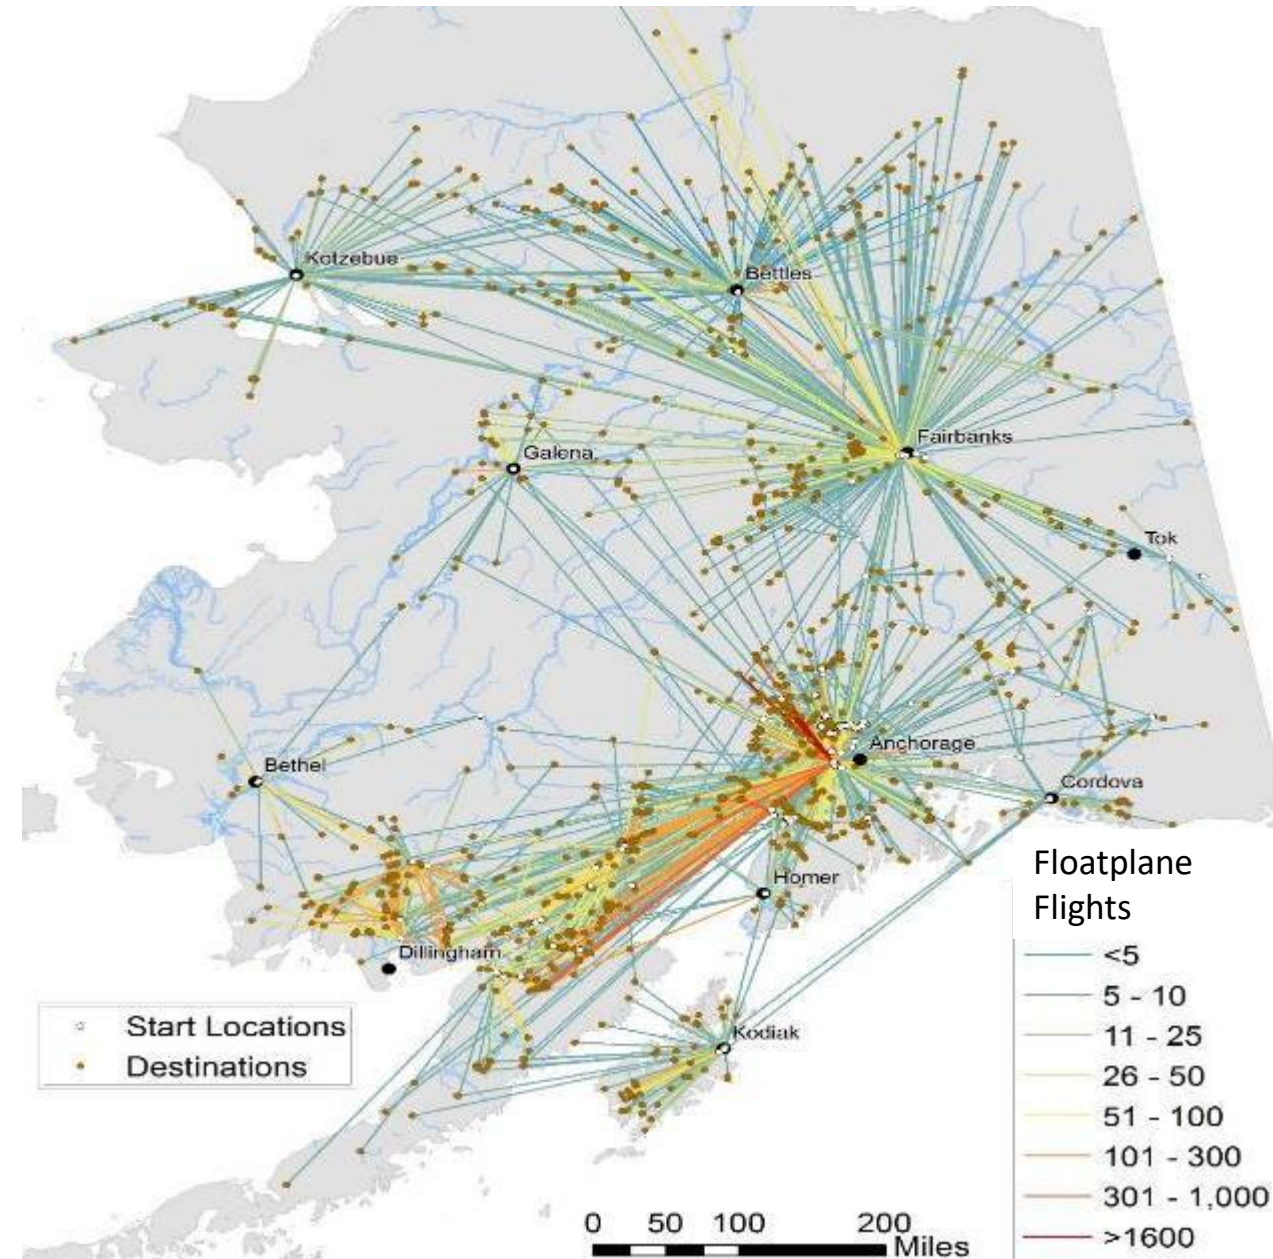 Kotzebue
Bettles
Fairbanks
Galena
Tok
Anchorage
Bethel
Cordova
Homer
Dillingham
Kodiak
Start Locations
Destinations
Floatplane
Flights
<5
5 - 10
11 - 25
26 - 50
51 - 100
101 - 300
301 - 1,000
>1600
0 50 100 200
Miles